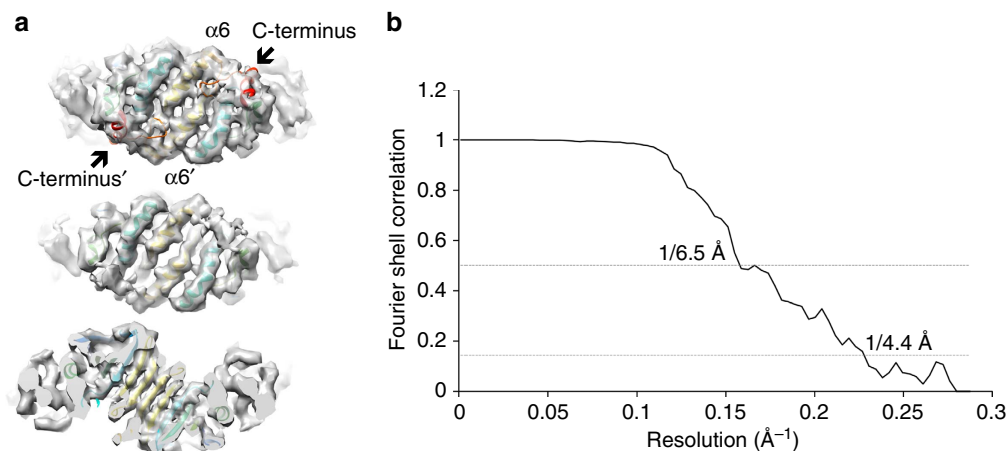 a
α6
C-terminus
C-terminus′
α6′
b
1.2
1
0.8
0.6
0.4
0.2
0
Fourier shell correlation
1/6.5 Å
1/4.4 Å
0
0.05
0.1
0.15
0.2
0.25
0.3
Resolution (Å⁻¹)